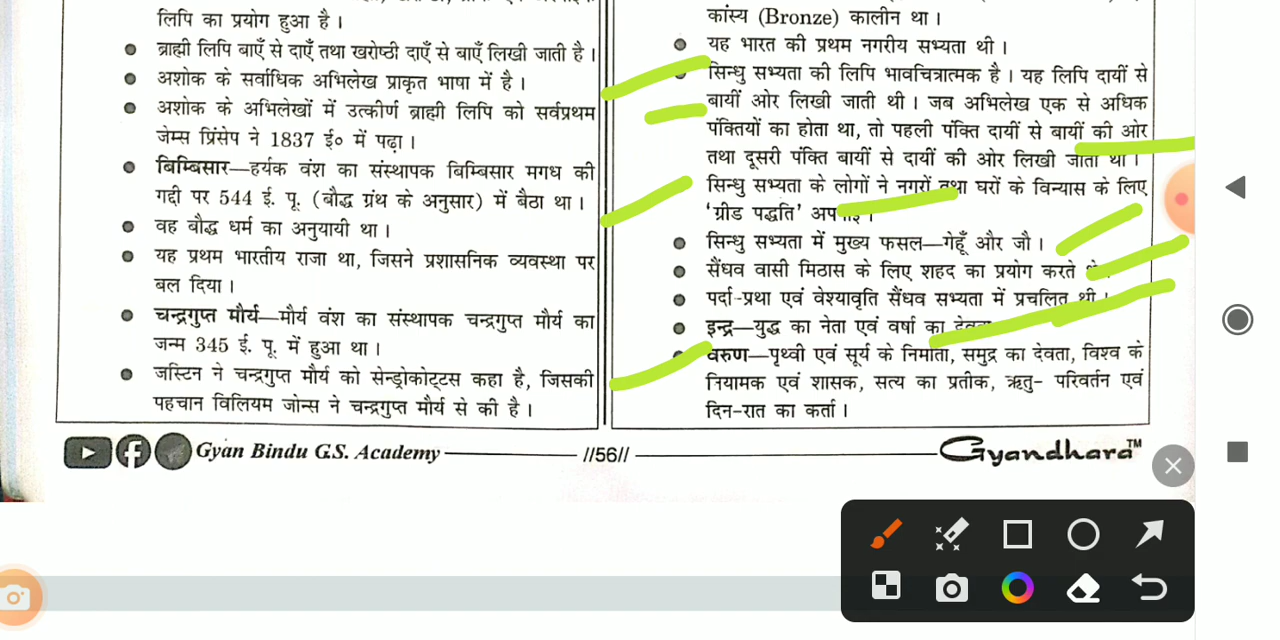 लिपि का प्रयोग हुआ है।
ब्राह्मी लिपि बाएँ से दाएँ तथा खरोष्ठी दाएँ से बाएँ लिखी जाती है।
अशोक के सर्वाधिक अभिलेख प्राकृत भाषा में है।
अशोक के अभिलेखों में उत्कीर्ण ब्राह्मी लिपि को सर्वप्रथम
जेम्स प्रिंसेप ने 1837 ई० में पढ़ा।
बिम्बिसार—हर्यक वंश का संस्थापक बिम्बिसार मगध की
गद्दी पर 544 ई. पू. (बौद्ध ग्रंथ के अनुसार) में बैठा था।
वह बौद्ध धर्म का अनुयायी था।
यह प्रथम भारतीय राजा था, जिसने प्रशासनिक व्यवस्था पर
बल दिया।
चन्द्रगुप्त मौर्य—मौर्य वंश का संस्थापक चन्द्रगुप्त मौर्य का
जन्म 345 ई. पू. में हुआ था।
जस्टिन ने चन्द्रगुप्त मौर्य को सेन्ड्रोकोट्टस कहा है, जिसकी
पहचान विलियम जोन्स ने चन्द्रगुप्त मौर्य से की है।
कांस्य (Bronze) कालीन था।
यह भारत की प्रथम नगरीय सभ्यता थी।
सिन्धु सभ्यता की लिपि भावचित्रात्मक है। यह लिपि दायीं से
बायीं ओर लिखी जाती थी। जब अभिलेख एक से अधिक
पंक्तियों का होता था, तो पहली पंक्ति दायीं से बायीं की ओर
तथा दूसरी पंक्ति बायीं से दायीं की ओर लिखी जाता था।
सिन्धु सभ्यता के लोगों ने नगरों तथा घरों के विन्यास के लिए
'ग्रीड पद्धति' अपनाई।
सिन्धु सभ्यता में मुख्य फसल—गेहूँ और जौ।
सैंधव वासी मिठास के लिए शहद का प्रयोग करते
पर्दा-प्रथा एवं वेश्यावृति सैंधव सभ्यता में प्रचलित थी।
इन्द्र—युद्ध का नेता एवं वर्षा का देवता
वरुण—पृथ्वी एवं सूर्य के निर्माता, समुद्र का देवता, विश्व के
नियामक एवं शासक, सत्य का प्रतीक, ऋतु- परिवर्तन एवं
दिन-रात का कर्ता।
Gyan Bindu G.S. Academy //56// Gyandhara™